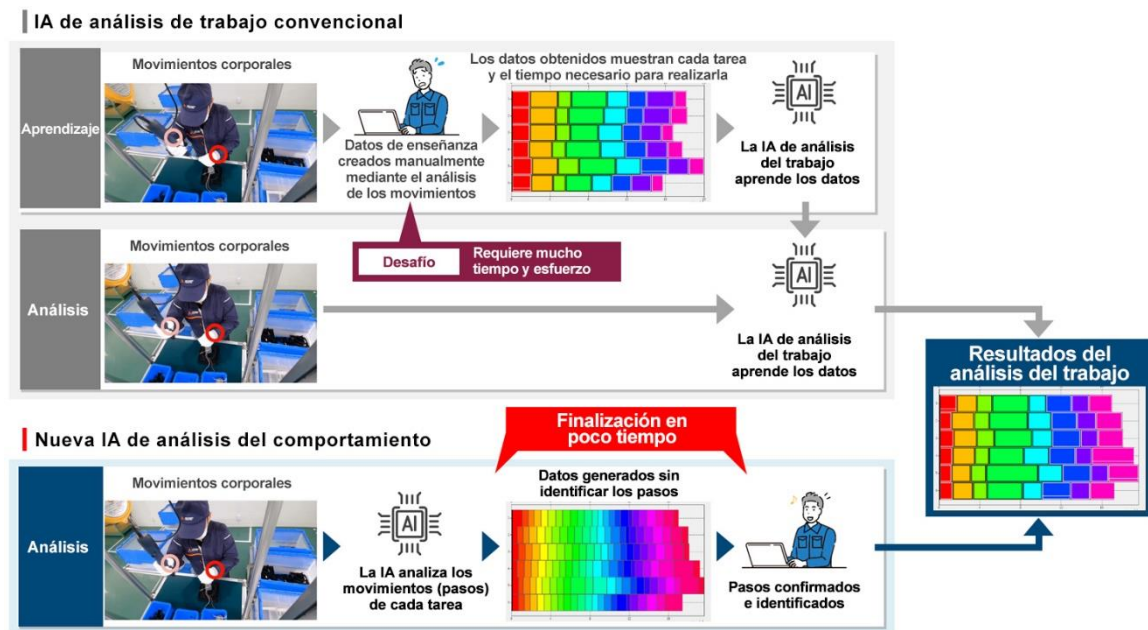 IA de análisis de trabajo convencional
Aprendizaje
Movimientos corporales
Datos de enseñanza
creados manualmente
mediante el análisis
de los movimientos
Los datos obtenidos muestran cada tarea
y el tiempo necesario para realizarla
AI
La IA de análisis
del trabajo
aprende los datos
Desafío
Requiere mucho
tiempo y esfuerzo
Análisis
Movimientos corporales
AI
La IA de análisis
del trabajo
aprende los datos
Resultados del
análisis del trabajo
Nueva IA de análisis del comportamiento
Finalización en
poco tiempo
Análisis
Movimientos corporales
AI
La IA analiza los
movimientos (pasos)
de cada tarea
Datos generados sin
identificar los pasos
Pasos confirmados
e identificados